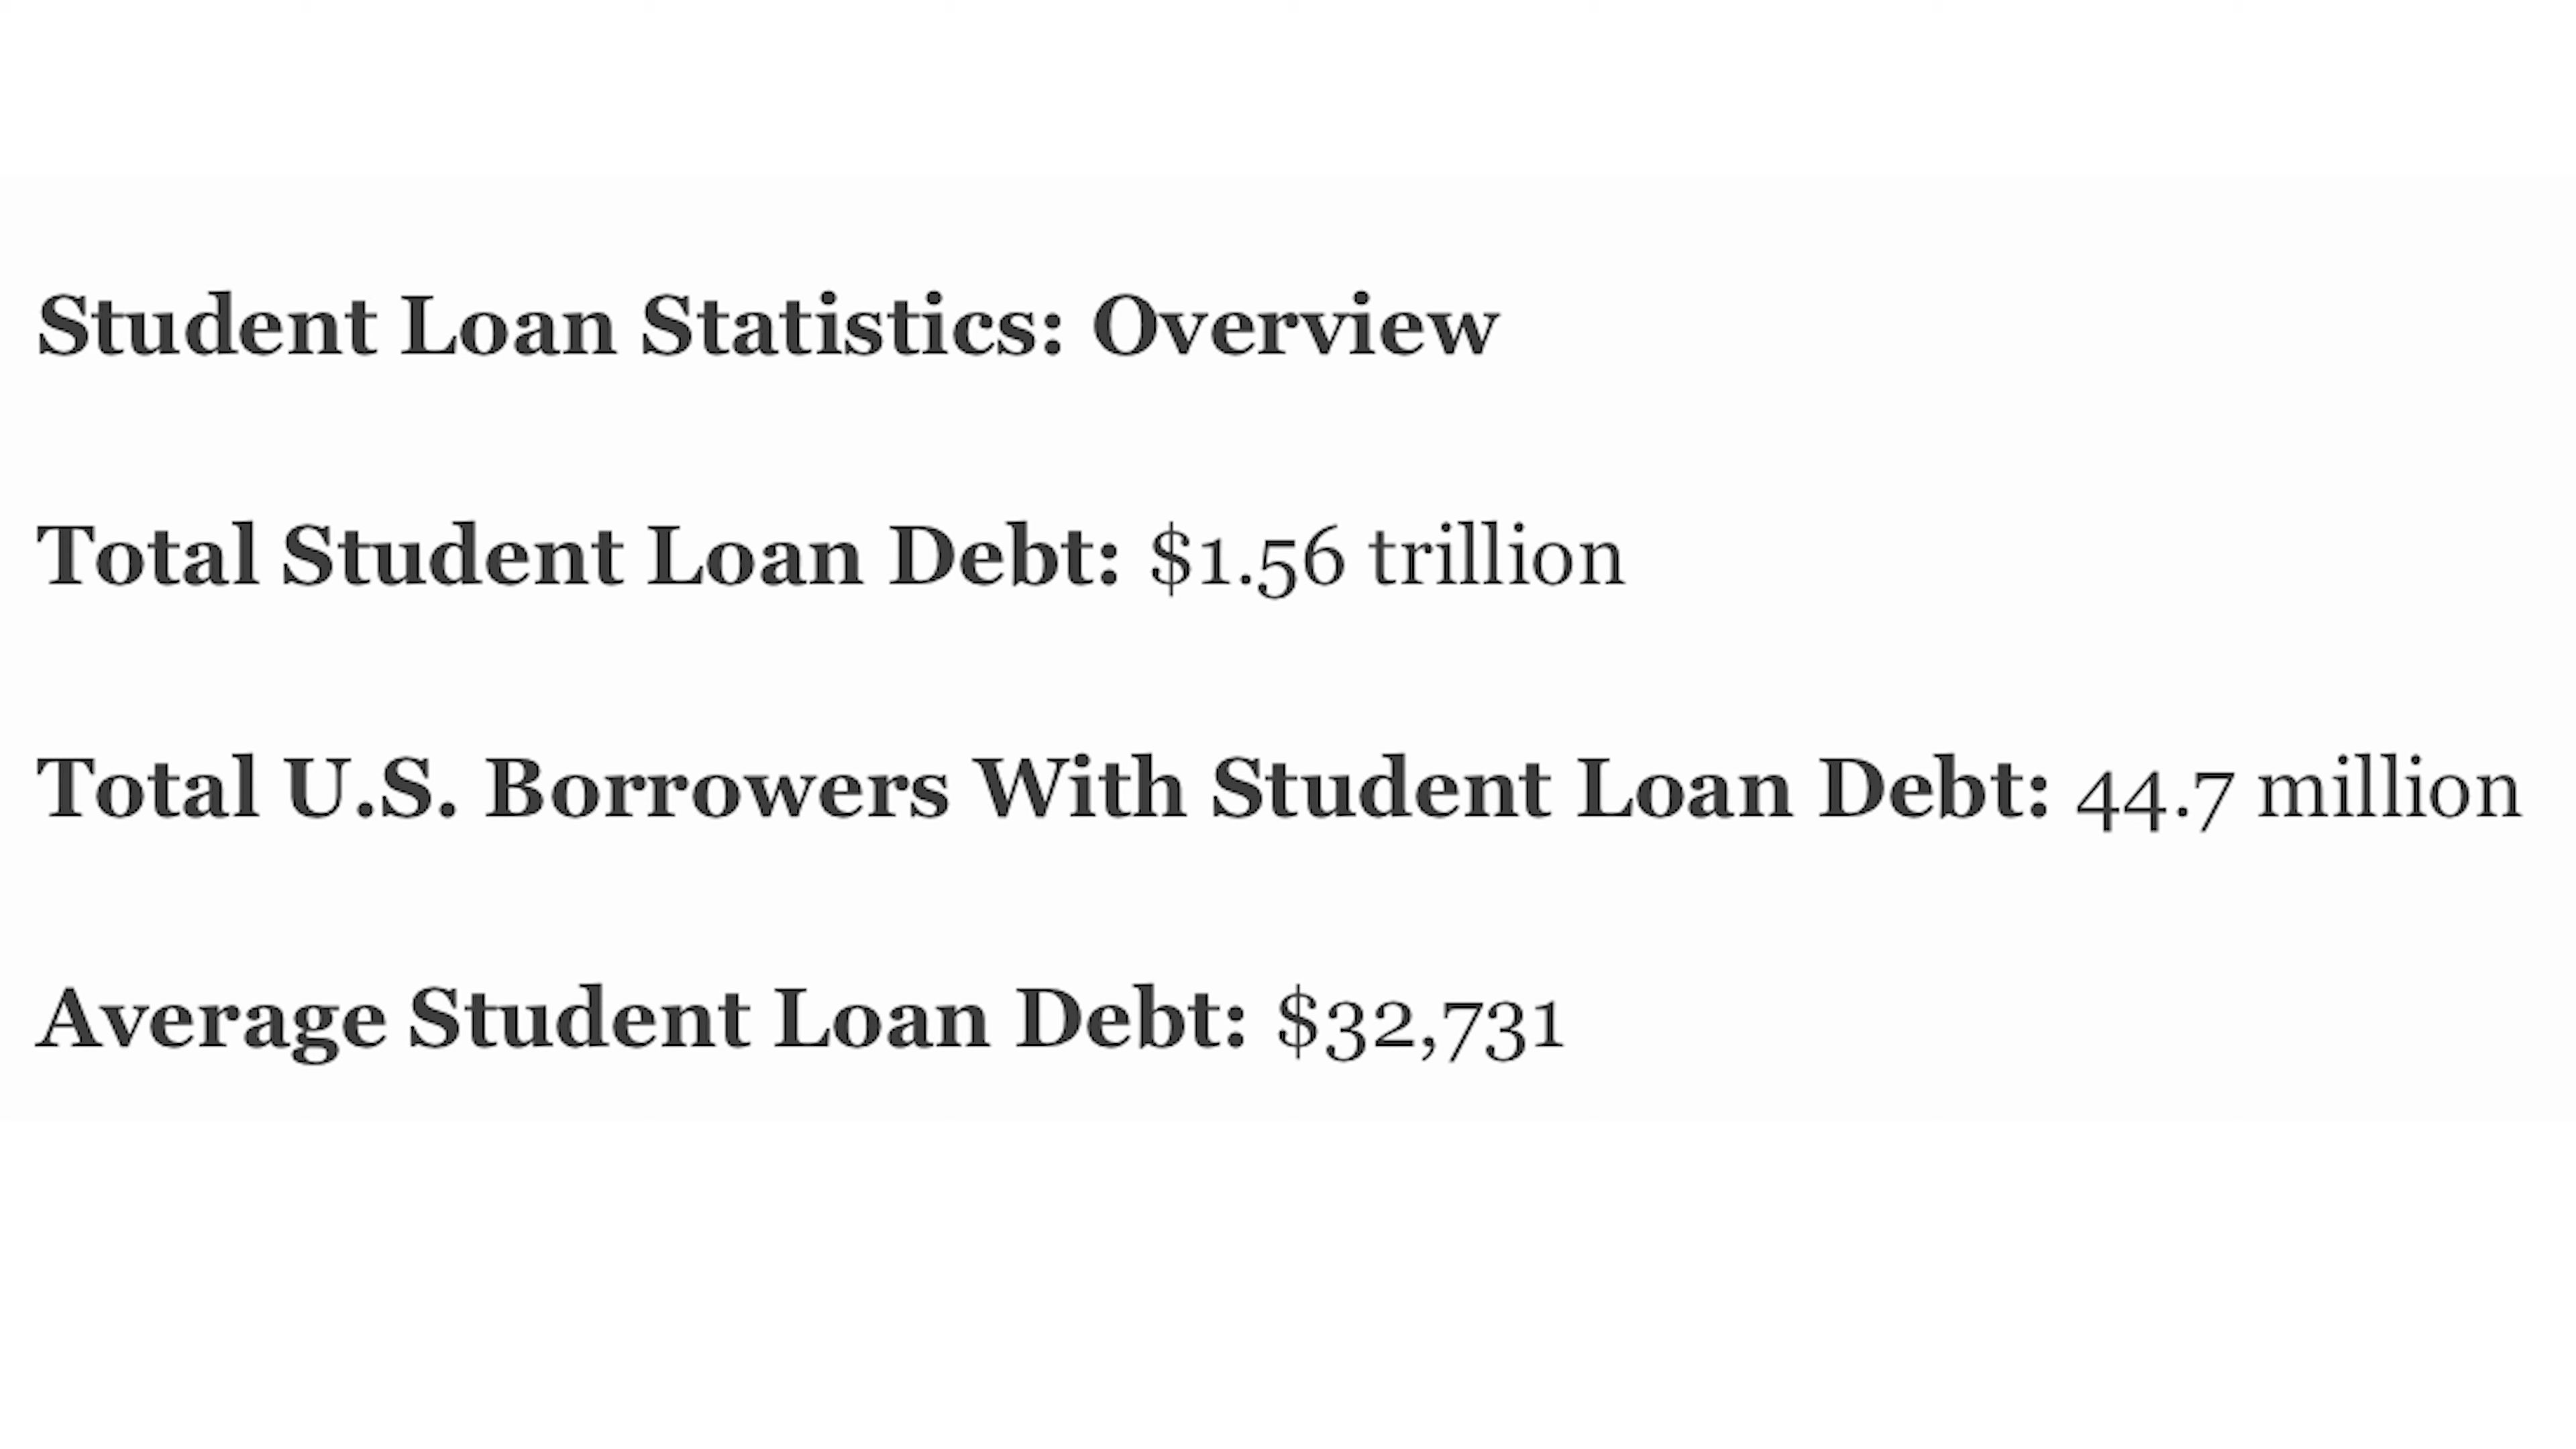 Student Loan Statistics: Overview
Total Student Loan Debt: $1.56 trillion
Total U.S. Borrowers With Student Loan Debt: 44.7 million
Average Student Loan Debt: $32,731